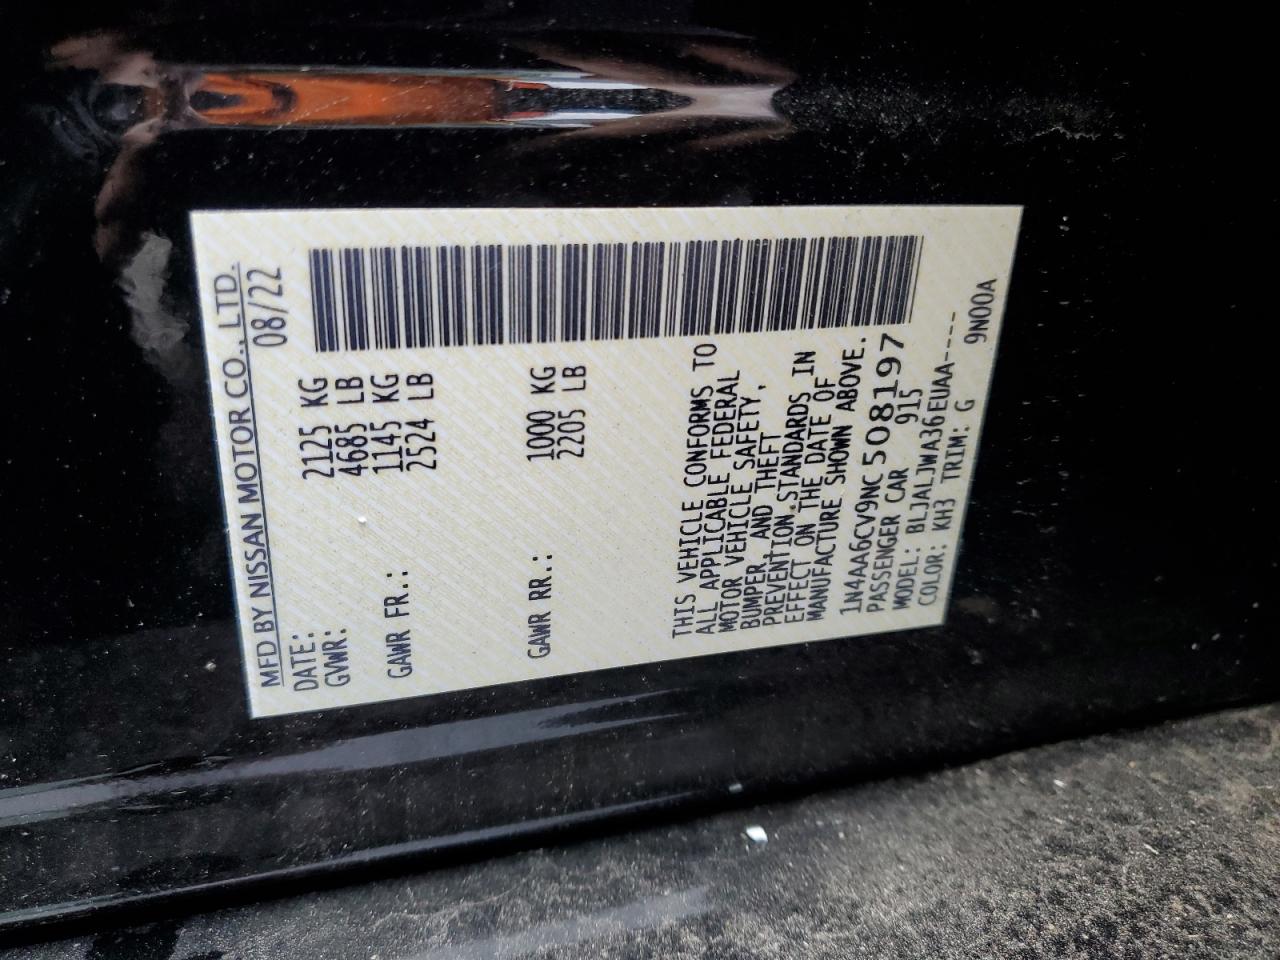 MFD BY NISSAN MOTOR CO., LTD.
DATE: 08/22
GVWR: 2125 KG
4685 LB
GAWR FR.: 1145 KG
2524 LB
GAWR RR.: 1000 KG
2205 LB
THIS VEHICLE CONFORMS TO
ALL APPLICABLE FEDERAL
MOTOR VEHICLE SAFETY,
BUMPER, AND THEFT
PREVENTION STANDARDS IN
EFFECT ON THE DATE OF
MANUFACTURE SHOWN ABOVE.
1N4AA6CV9NC508197
PASSENGER CAR 915
MODEL: BLJALJWA36EUAA----
COLOR: KH3 TRIM: G 9N00A